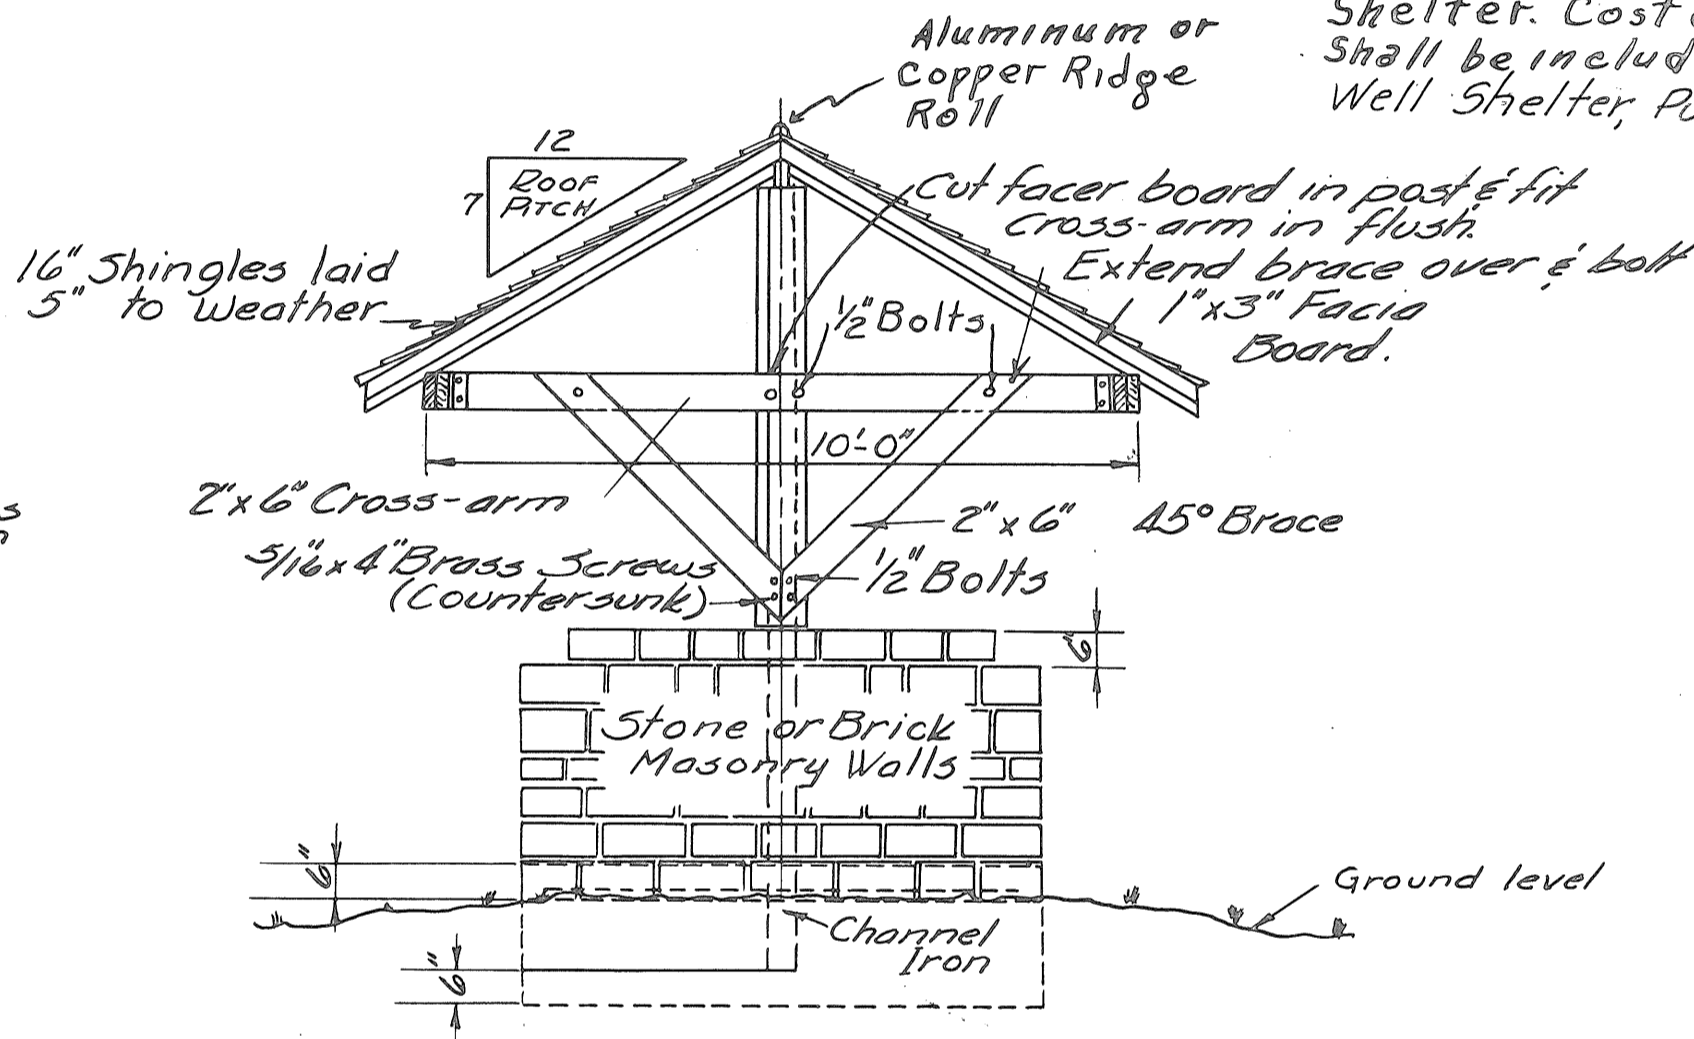 Shelter. Cost
Shall be includ
Well Shelter, Pu
Aluminum or
Copper Ridge
Roll
12
7
ROOF
PITCH
Cut facer board in post & fit
cross-arm in flush.
Extend brace over & bolt
1"x3" Facia
Board.
16" Shingles laid
5" to Weather
1/2" Bolts
10'-0"
2"x6" Cross-arm
2"x6" 45° Brace
5/16"x4" Brass Screws
(Countersunk)
1/2" Bolts
6"
Stone or Brick
Masonry Walls
6"
Ground level
Channel
Iron
6"